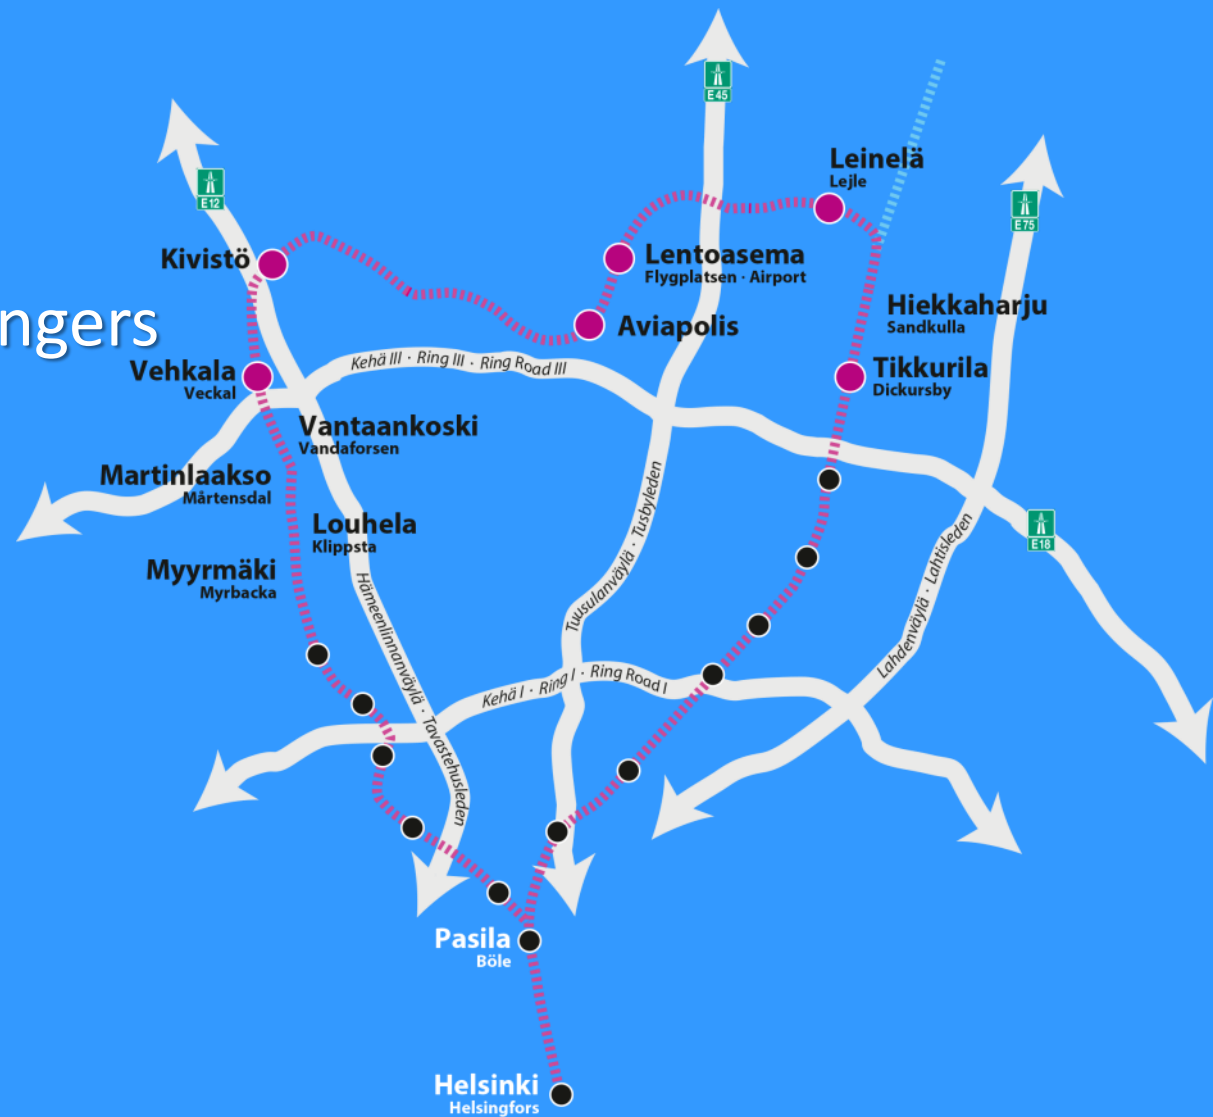 E45
Leinelä
Lejle
E12
E75
Kivistö
Lentoasema
Flygplatsen · Airport
Hiekkaharju
Sandkulla
ngers
Aviapolis
Kehä III · Ring III · Ring Road III
Vehkala
Veckal
Tikkurila
Dickursby
Vantaankoski
Vandaforsen
Martinlaakso
Mårtensdal
Louhela
Klippsta
E18
Myyrmäki
Myrbacka
Hämeenlinnanväylä · Tavastehusleden
Tuusulanväylä · Tusbyleden
Lahdenväylä · Lahtisleden
Kehä I · Ring I · Ring Road I
Pasila
Böle
Helsinki
Helsingfors